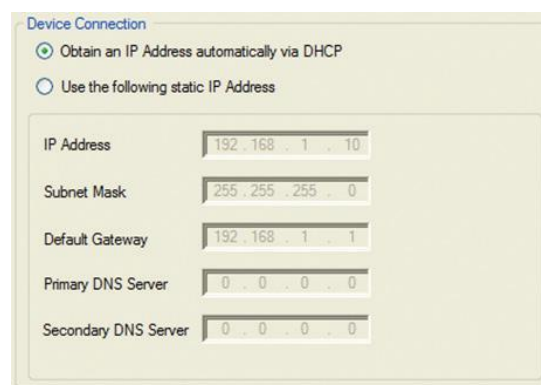 Device Connection
Obtain an IP Address automatically via DHCP
Use the following static IP Address
IP Address 192 . 168 . 1 . 10
Subnet Mask 255 . 255 . 255 . 0
Default Gateway 192 . 168 . 1 . 1
Primary DNS Server 0 . 0 . 0 . 0
Secondary DNS Server 0 . 0 . 0 . 0